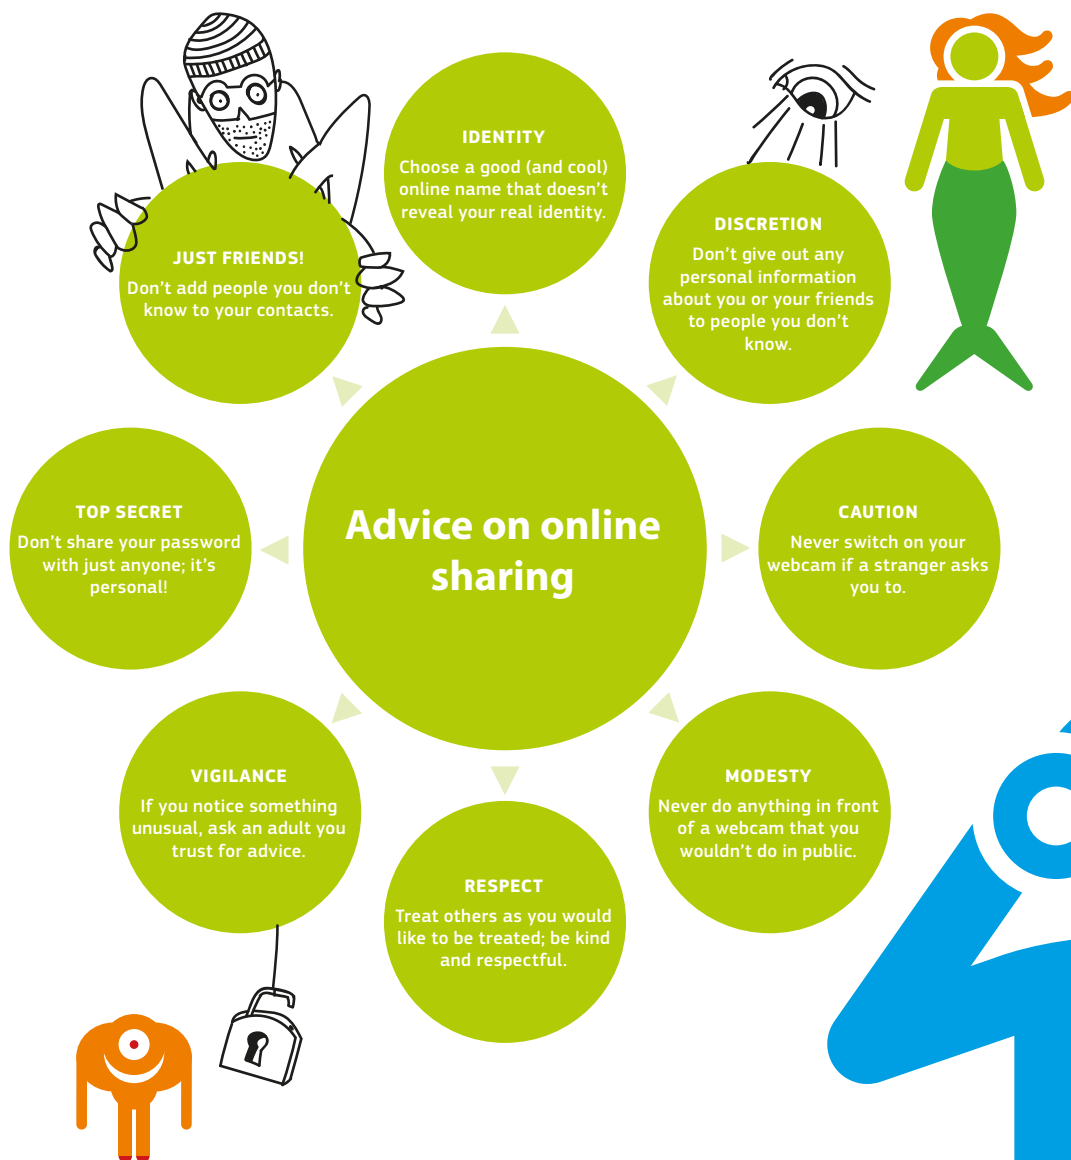 IDENTITY
Choose a good (and cool)
online name that doesn’t
reveal your real identity.
DISCRETION
Don’t give out any
personal information
about you or your friends
to people you don’t
know.
JUST FRIENDS!
Don’t add people you don’t
know to your contacts.
Advice on online
sharing
TOP SECRET
Don’t share your password
with just anyone; it’s
personal!
CAUTION
Never switch on your
webcam if a stranger asks
you to.
VIGILANCE
If you notice something
unusual, ask an adult you
trust for advice.
MODESTY
Never do anything in front
of a webcam that you
wouldn’t do in public.
RESPECT
Treat others as you would
like to be treated; be kind
and respectful.